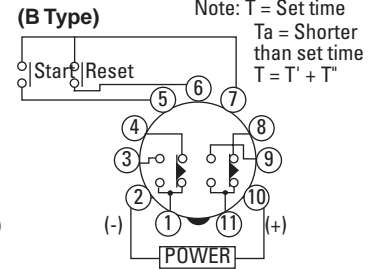 (B Type)
Note: T = Set time
Ta = Shorter
than set time
T = T' + T"
Start
Reset
5
6
7
4
8
3
9
2
10
1
11
(-)
(+)
POWER
)